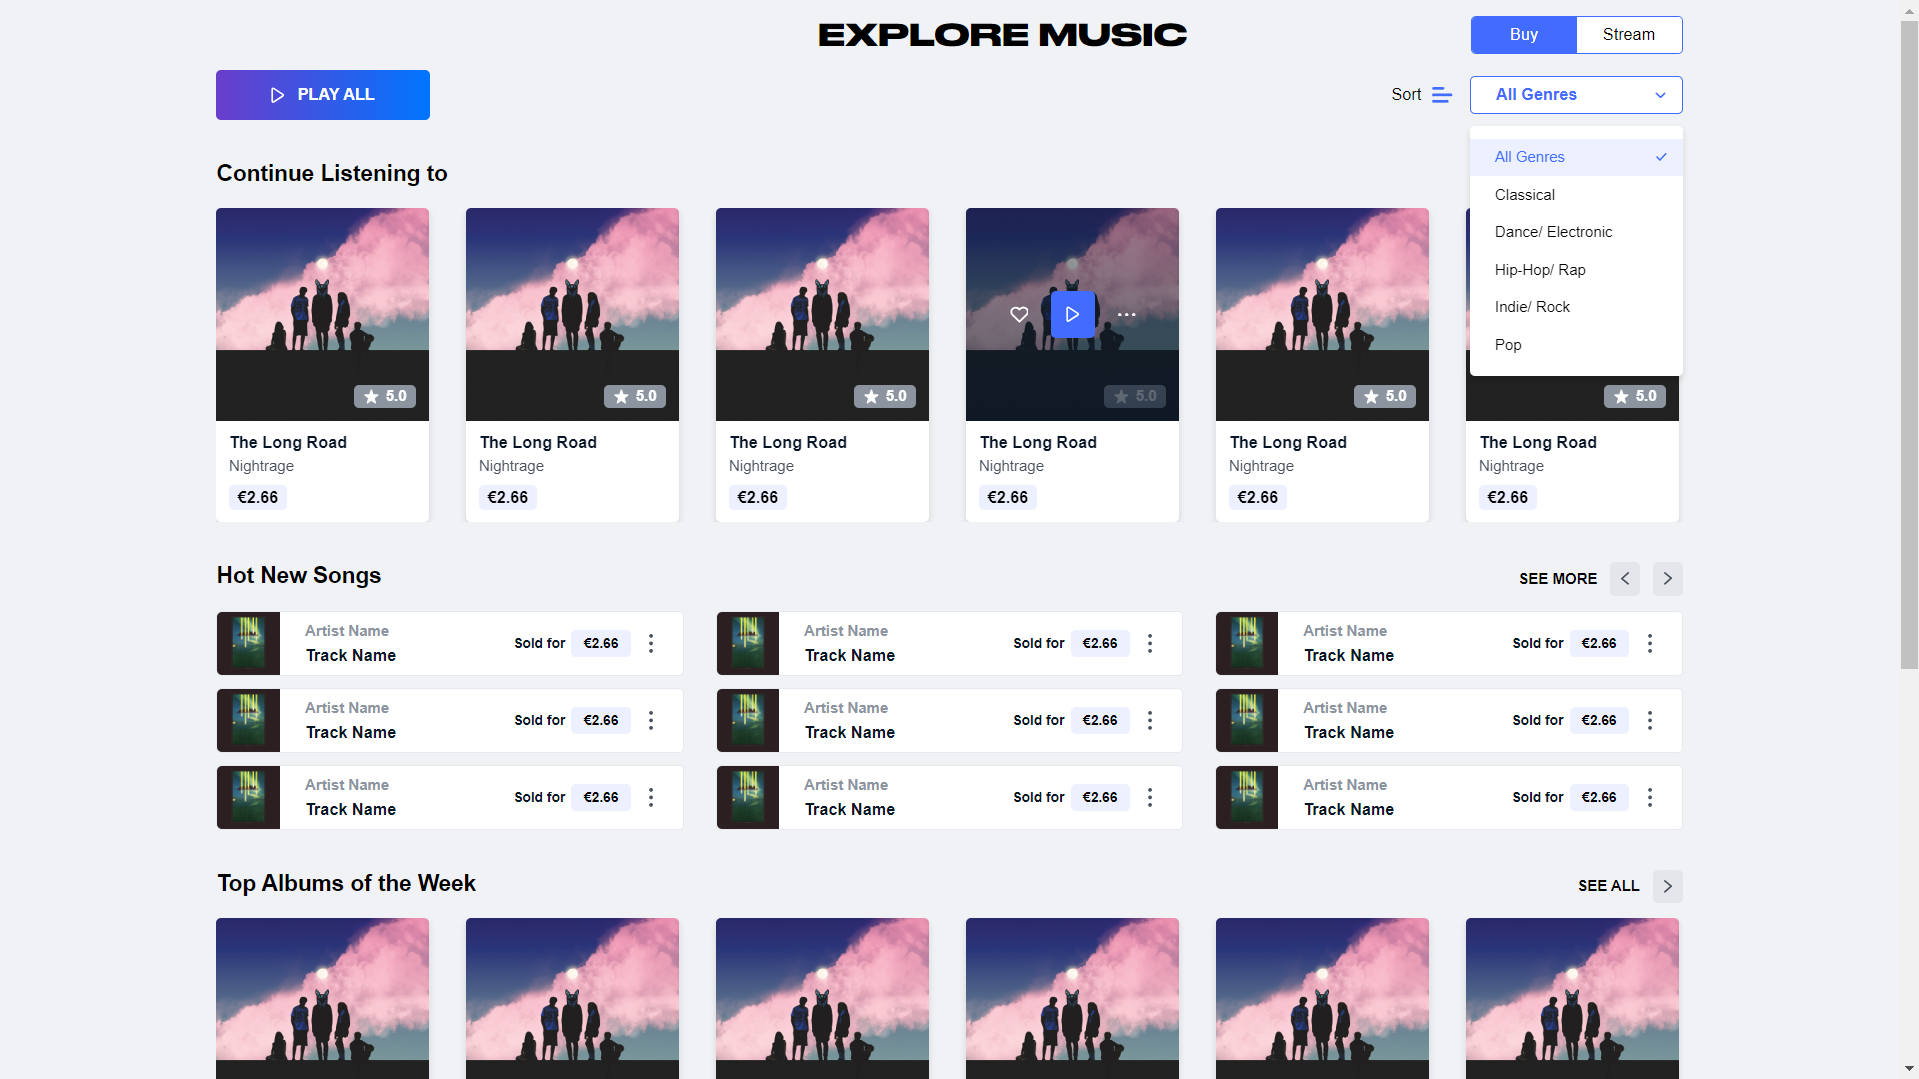 EXPLORE MUSIC
Buy
Stream
PLAY ALL
Sort
All Genres
All Genres
Classical
Dance/ Electronic
Hip-Hop/ Rap
Indie/ Rock
Pop
Continue Listening to
5.0
5.0
5.0
5.0
5.0
5.0
The Long Road
Nightrage
€2.66
The Long Road
Nightrage
€2.66
The Long Road
Nightrage
€2.66
The Long Road
Nightrage
€2.66
The Long Road
Nightrage
€2.66
The Long Road
Nightrage
€2.66
Hot New Songs
SEE MORE
Artist Name
Track Name
Sold for €2.66
Artist Name
Track Name
Sold for €2.66
Artist Name
Track Name
Sold for €2.66
Artist Name
Track Name
Sold for €2.66
Artist Name
Track Name
Sold for €2.66
Artist Name
Track Name
Sold for €2.66
Artist Name
Track Name
Sold for €2.66
Artist Name
Track Name
Sold for €2.66
Artist Name
Track Name
Sold for €2.66
Top Albums of the Week
SEE ALL